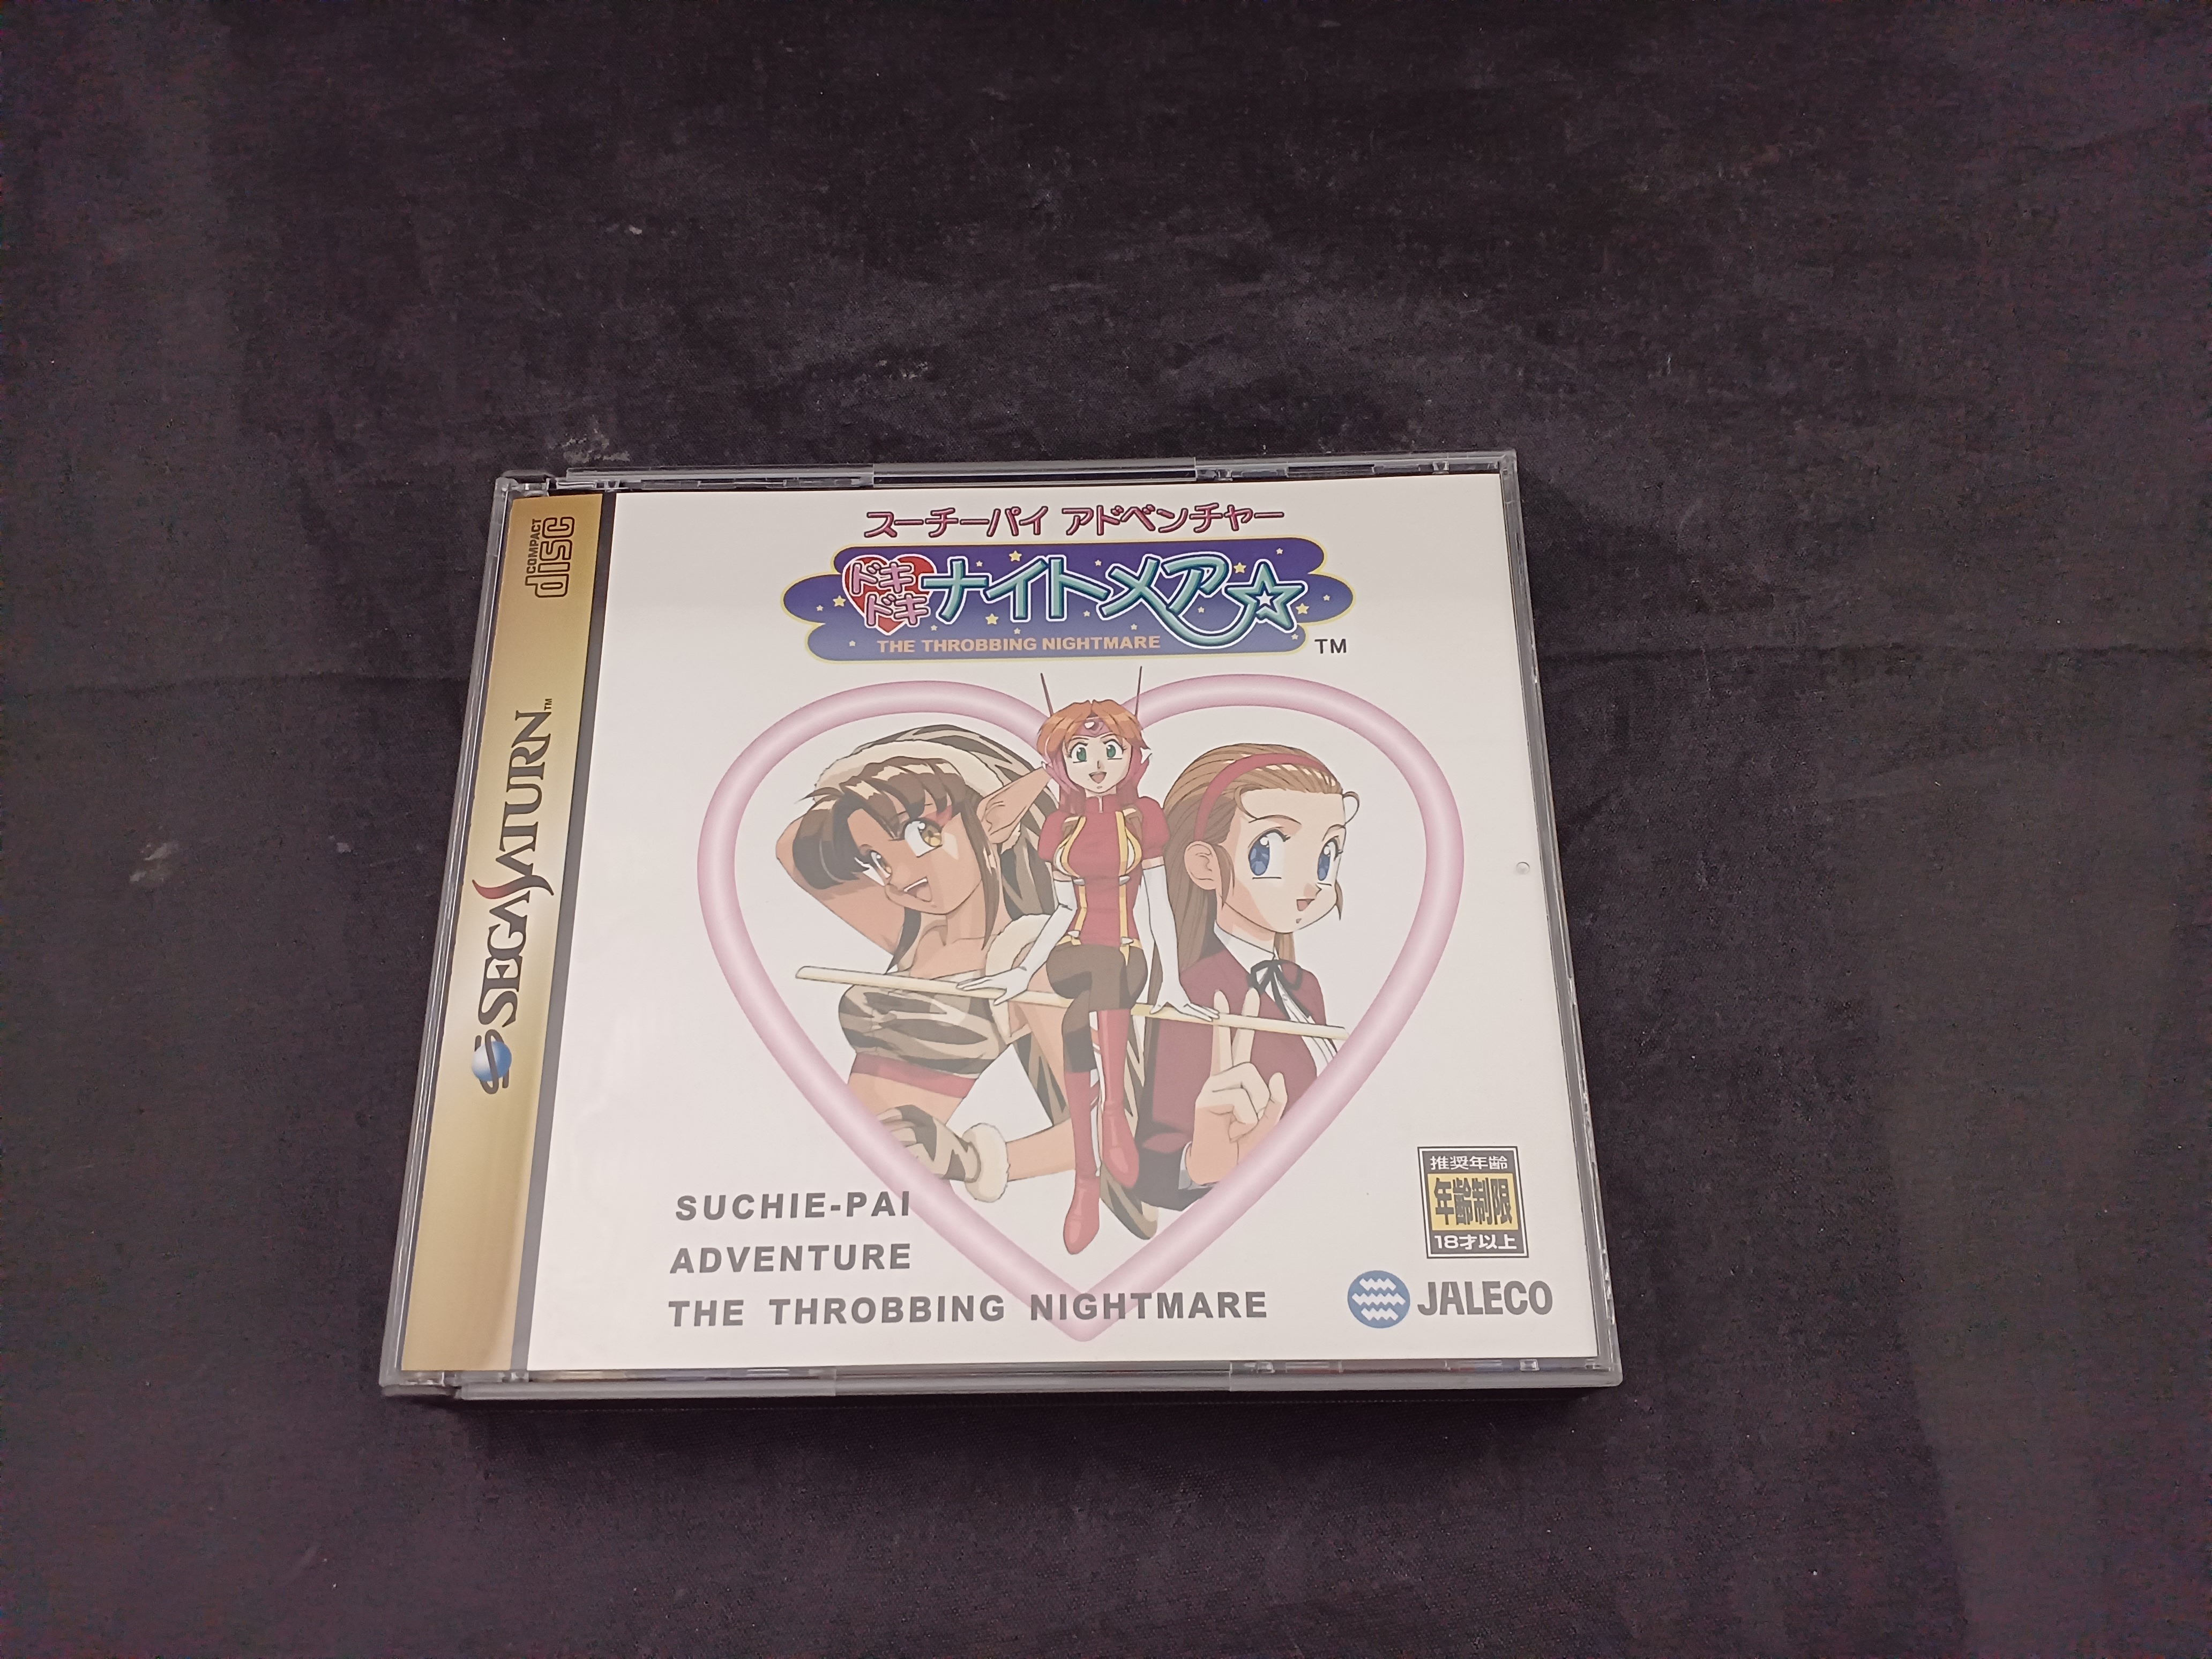 COMPACT
disc
SEGA SATURN™
スーチーパイ アドベンチャー
ドキ
ドキ
ナイトメア☆
THE THROBBING NIGHTMARE
TM
SUCHIE-PAI
ADVENTURE
THE THROBBING NIGHTMARE
推奨年齢
年齢制限
18才以上
JALECO